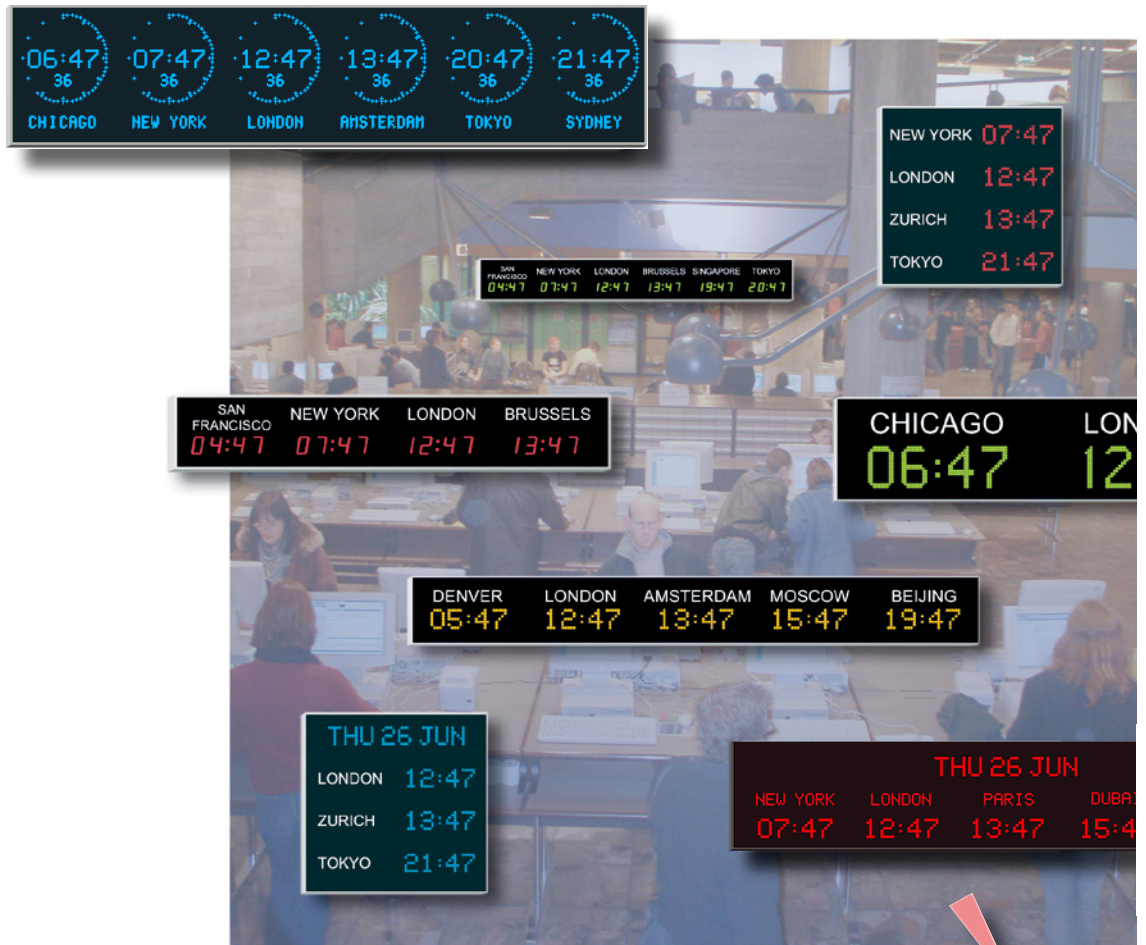 06:47 07:47 12:47 13:47 20:47 21:47
36 36 36 36 36 36
CHICAGO NEW YORK LONDON AMSTERDAM TOKYO SYDNEY
NEW YORK 07:47
LONDON 12:47
ZURICH 13:47
TOKYO 21:47
SAN FRANCISCO NEW YORK LONDON BRUSSELS SINGAPORE TOKYO
04:47 07:47 12:47 13:47 19:47 20:47
SAN
FRANCISCO NEW YORK LONDON BRUSSELS
04:47 07:47 12:47 13:47
CHICAGO LON
06:47 12
DENVER LONDON AMSTERDAM MOSCOW BEIJING
05:47 12:47 13:47 15:47 19:47
THU 26 JUN
LONDON 12:47
ZURICH 13:47
TOKYO 21:47
THU 26 JUN
NEW YORK LONDON PARIS DUBAI
07:47 12:47 13:47 15:4